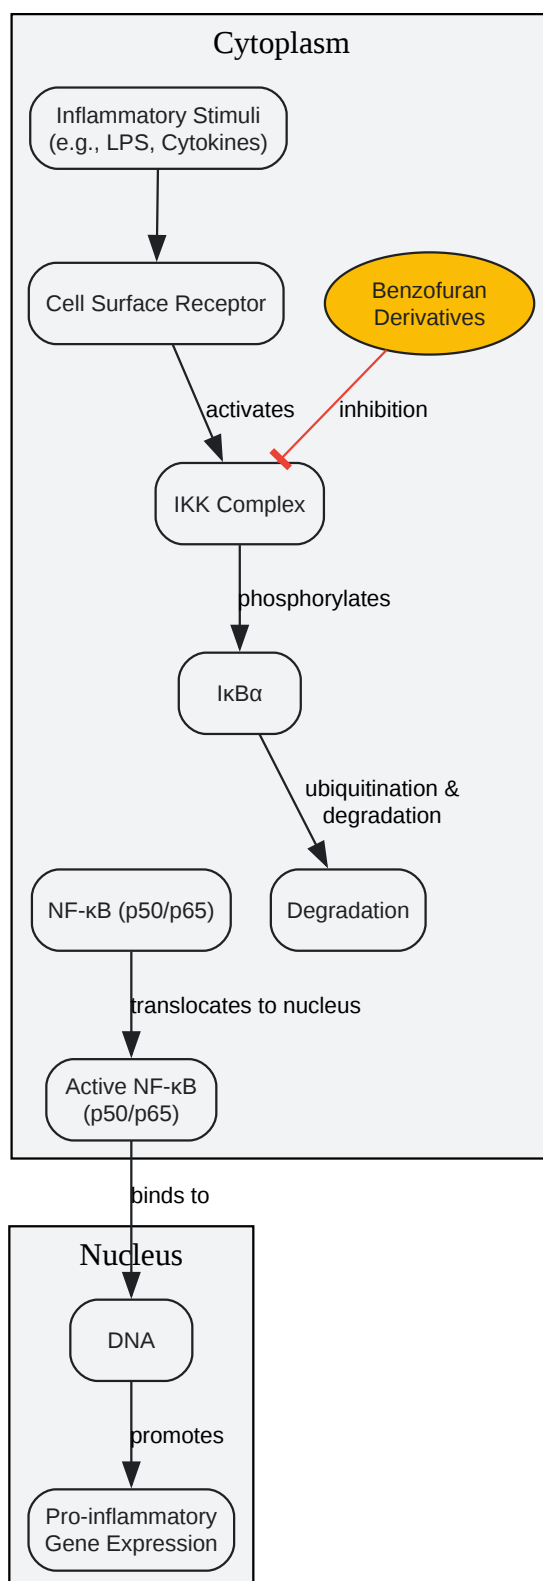 Cytoplasm
Inflammatory Stimuli
(e.g., LPS, Cytokines)
Cell Surface Receptor
Benzofuran
Derivatives
activates
inhibition
IKK Complex
phosphorylates
IκBα
ubiquitination &
degradation
NF-κB (p50/p65)
Degradation
translocates to nucleus
Active NF-κB
(p50/p65)
binds to
Nucleus
DNA
promotes
Pro-inflammatory
Gene Expression